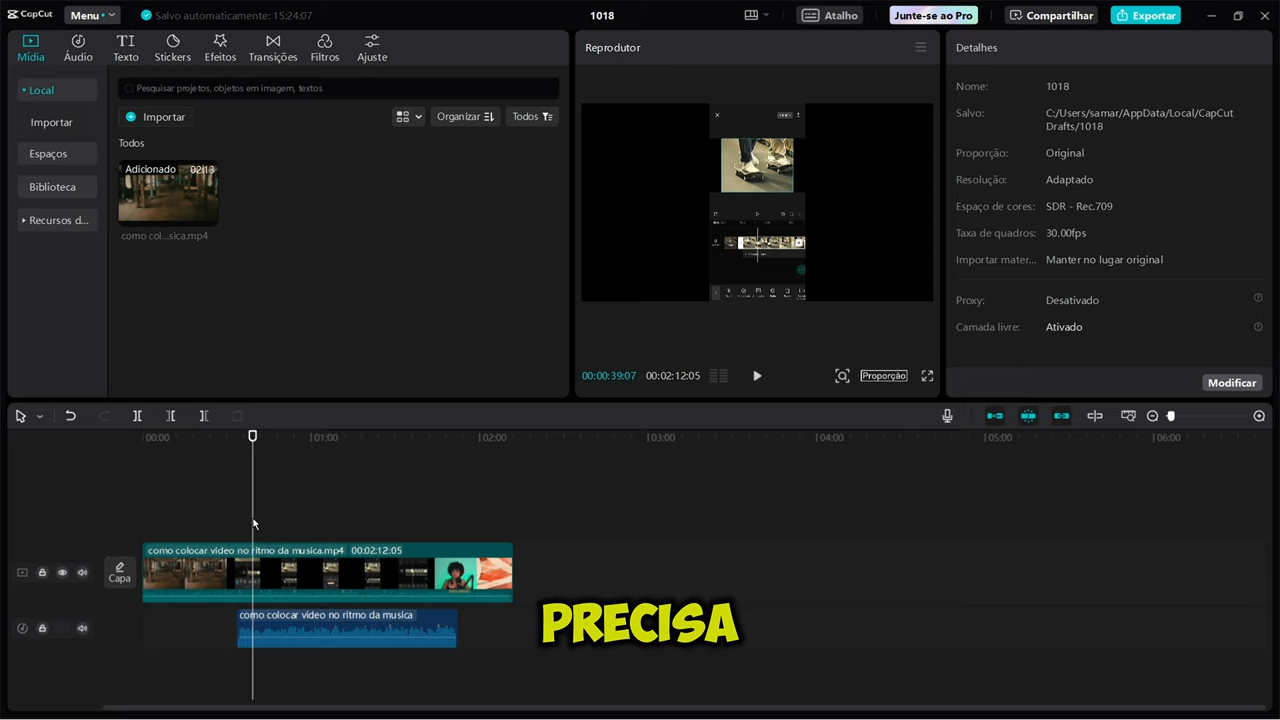 CapCut
Menu
Salvo automaticamente: 15:24:07
1018
Atalho
Junte-se ao Pro
Compartilhar
Exportar
Mídia
Áudio
Texto
Stickers
Efeitos
Transições
Filtros
Ajuste
Reprodutor
Detalhes
Local
Importar
Espaços
Biblioteca
Recursos d...
Pesquisar projetos, objetos em imagem, textos
Importar
Organizar
Todos
Todos
Adicionado 02:13
como col...sica.mp4
Nome: 1018
Salvo: C:/Users/samar/AppData/Local/CapCut
Drafts/1018
Proporção: Original
Resolução: Adaptado
Espaço de cores: SDR - Rec.709
Taxa de quadros: 30.00fps
Importar mater... Manter no lugar original
Proxy: Desativado
Camada livre: Ativado
Modificar
00:00:39:07 00:02:12:05
Proporção
00:00 01:00 02:00 03:00 04:00 05:00 06:00
como colocar video no ritmo da musica.mp4 00:02:12:05
Capa
como colocar video no ritmo da musica
PRECISA